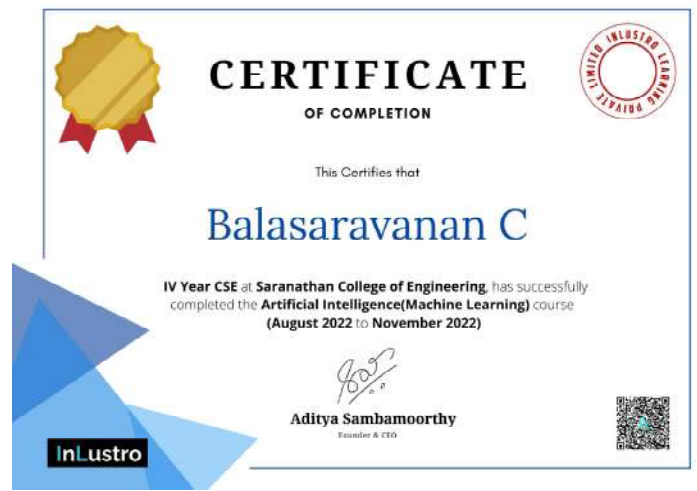 CERTIFICATE
OF COMPLETION
INLUSTRO LEARNING PRIVATE LIMITED
This Certifies that
Balasaravanan C
IV Year CSE at Saranathan College of Engineering, has successfully
completed the Artificial Intelligence(Machine Learning) course
(August 2022 to November 2022)
Aditya Sambamoorthy
Founder & CEO
InLustro